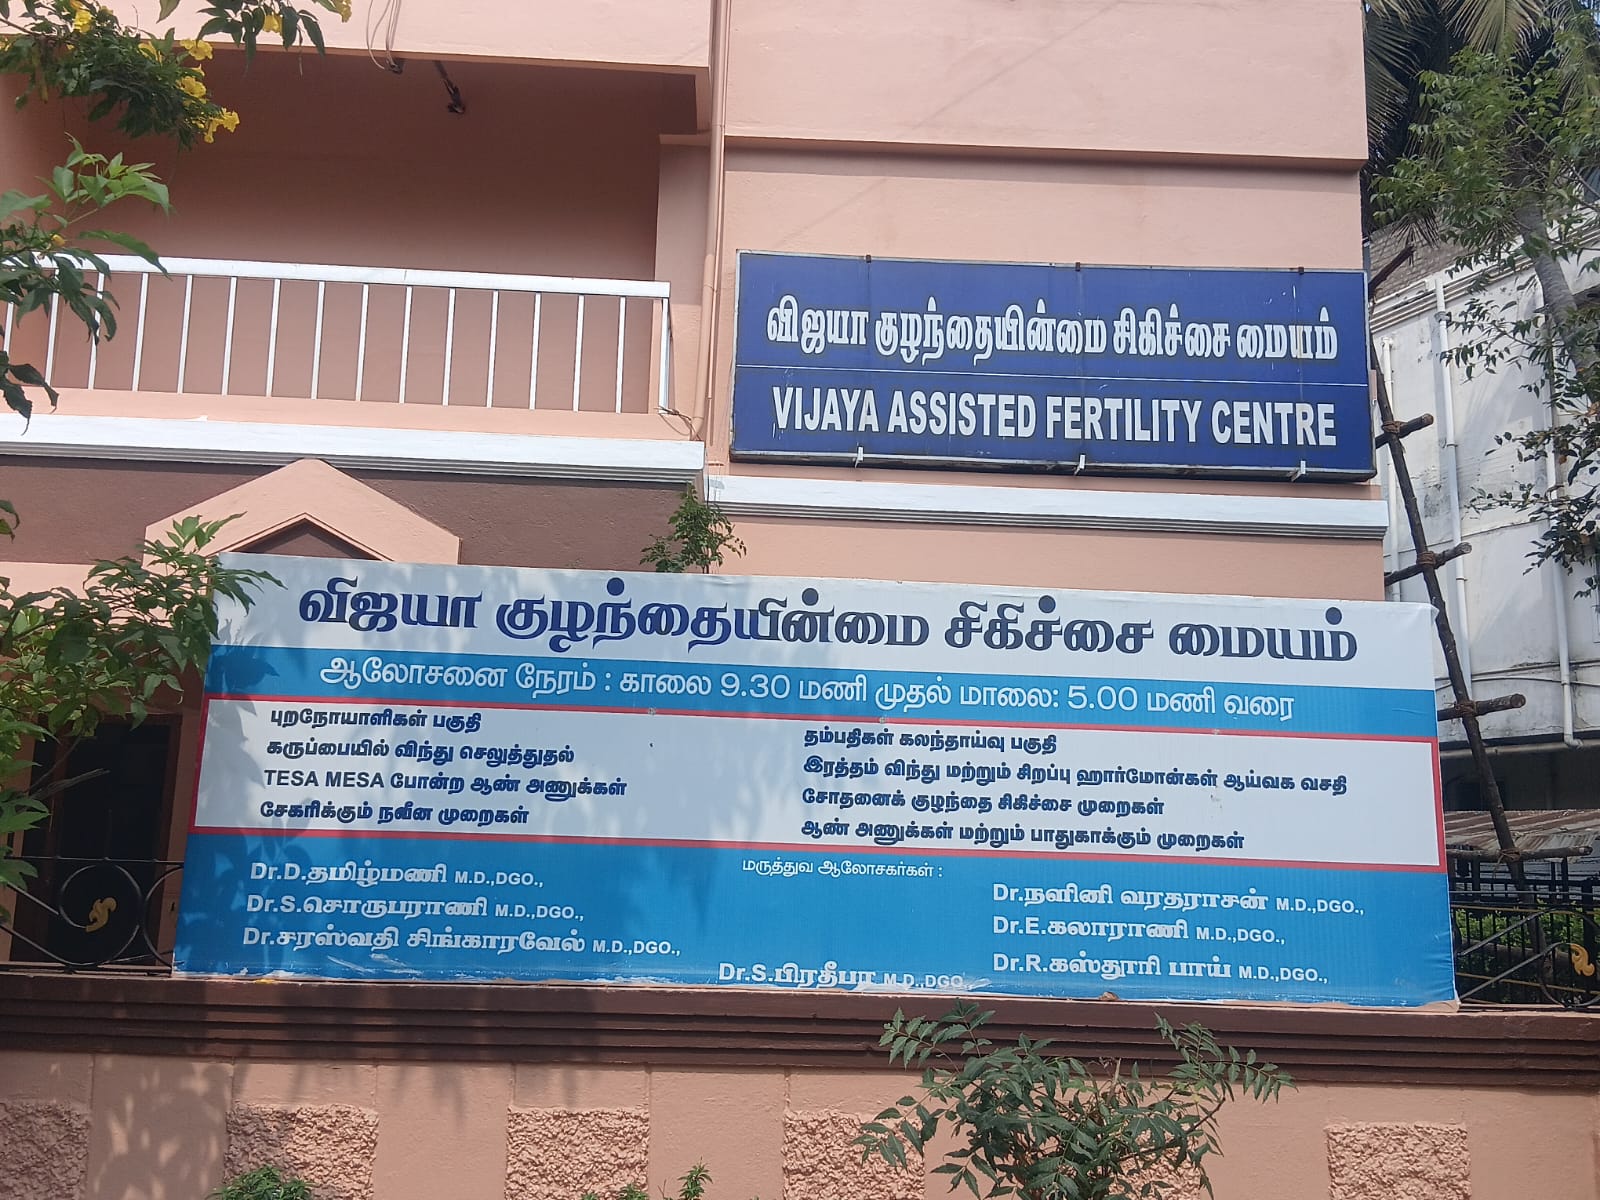 விஜயா குழந்தையின்மை சிகிச்சை மையம்
VIJAYA ASSISTED FERTILITY CENTRE
விஜயா குழந்தையின்மை சிகிச்சை மையம்
ஆலோசனை நேரம் : காலை 9.30 மணி முதல் மாலை: 5.00 மணி வரை
புறநோயாளிகள் பகுதி
கருப்பையில் விந்து செலுத்துதல்
TESA MESA போன்ற ஆண் அணுக்கள்
சேகரிக்கும் நவீன முறைகள்
தம்பதிகள் கலந்தாய்வு பகுதி
இரத்தம் விந்து மற்றும் சிறப்பு ஹார்மோன்கள் ஆய்வக வசதி
சோதனைக் குழந்தை சிகிச்சை முறைகள்
ஆண் அணுக்கள் மற்றும் பாதுகாக்கும் முறைகள்
மருத்துவ ஆலோசகர்கள் :
Dr.D.தமிழ்மணி M.D.,DGO.,
Dr.S.சொருபராணி M.D.,DGO.,
Dr.சரஸ்வதி சிங்காரவேல் M.D.,DGO.,
Dr.நளினி வரதராசன் M.D.,DGO.,
Dr.E.கலாராணி M.D.,DGO.,
Dr.R.கஸ்தூரி பாய் M.D.,DGO.,
Dr.S.பிரதீபா M.D.,DGO